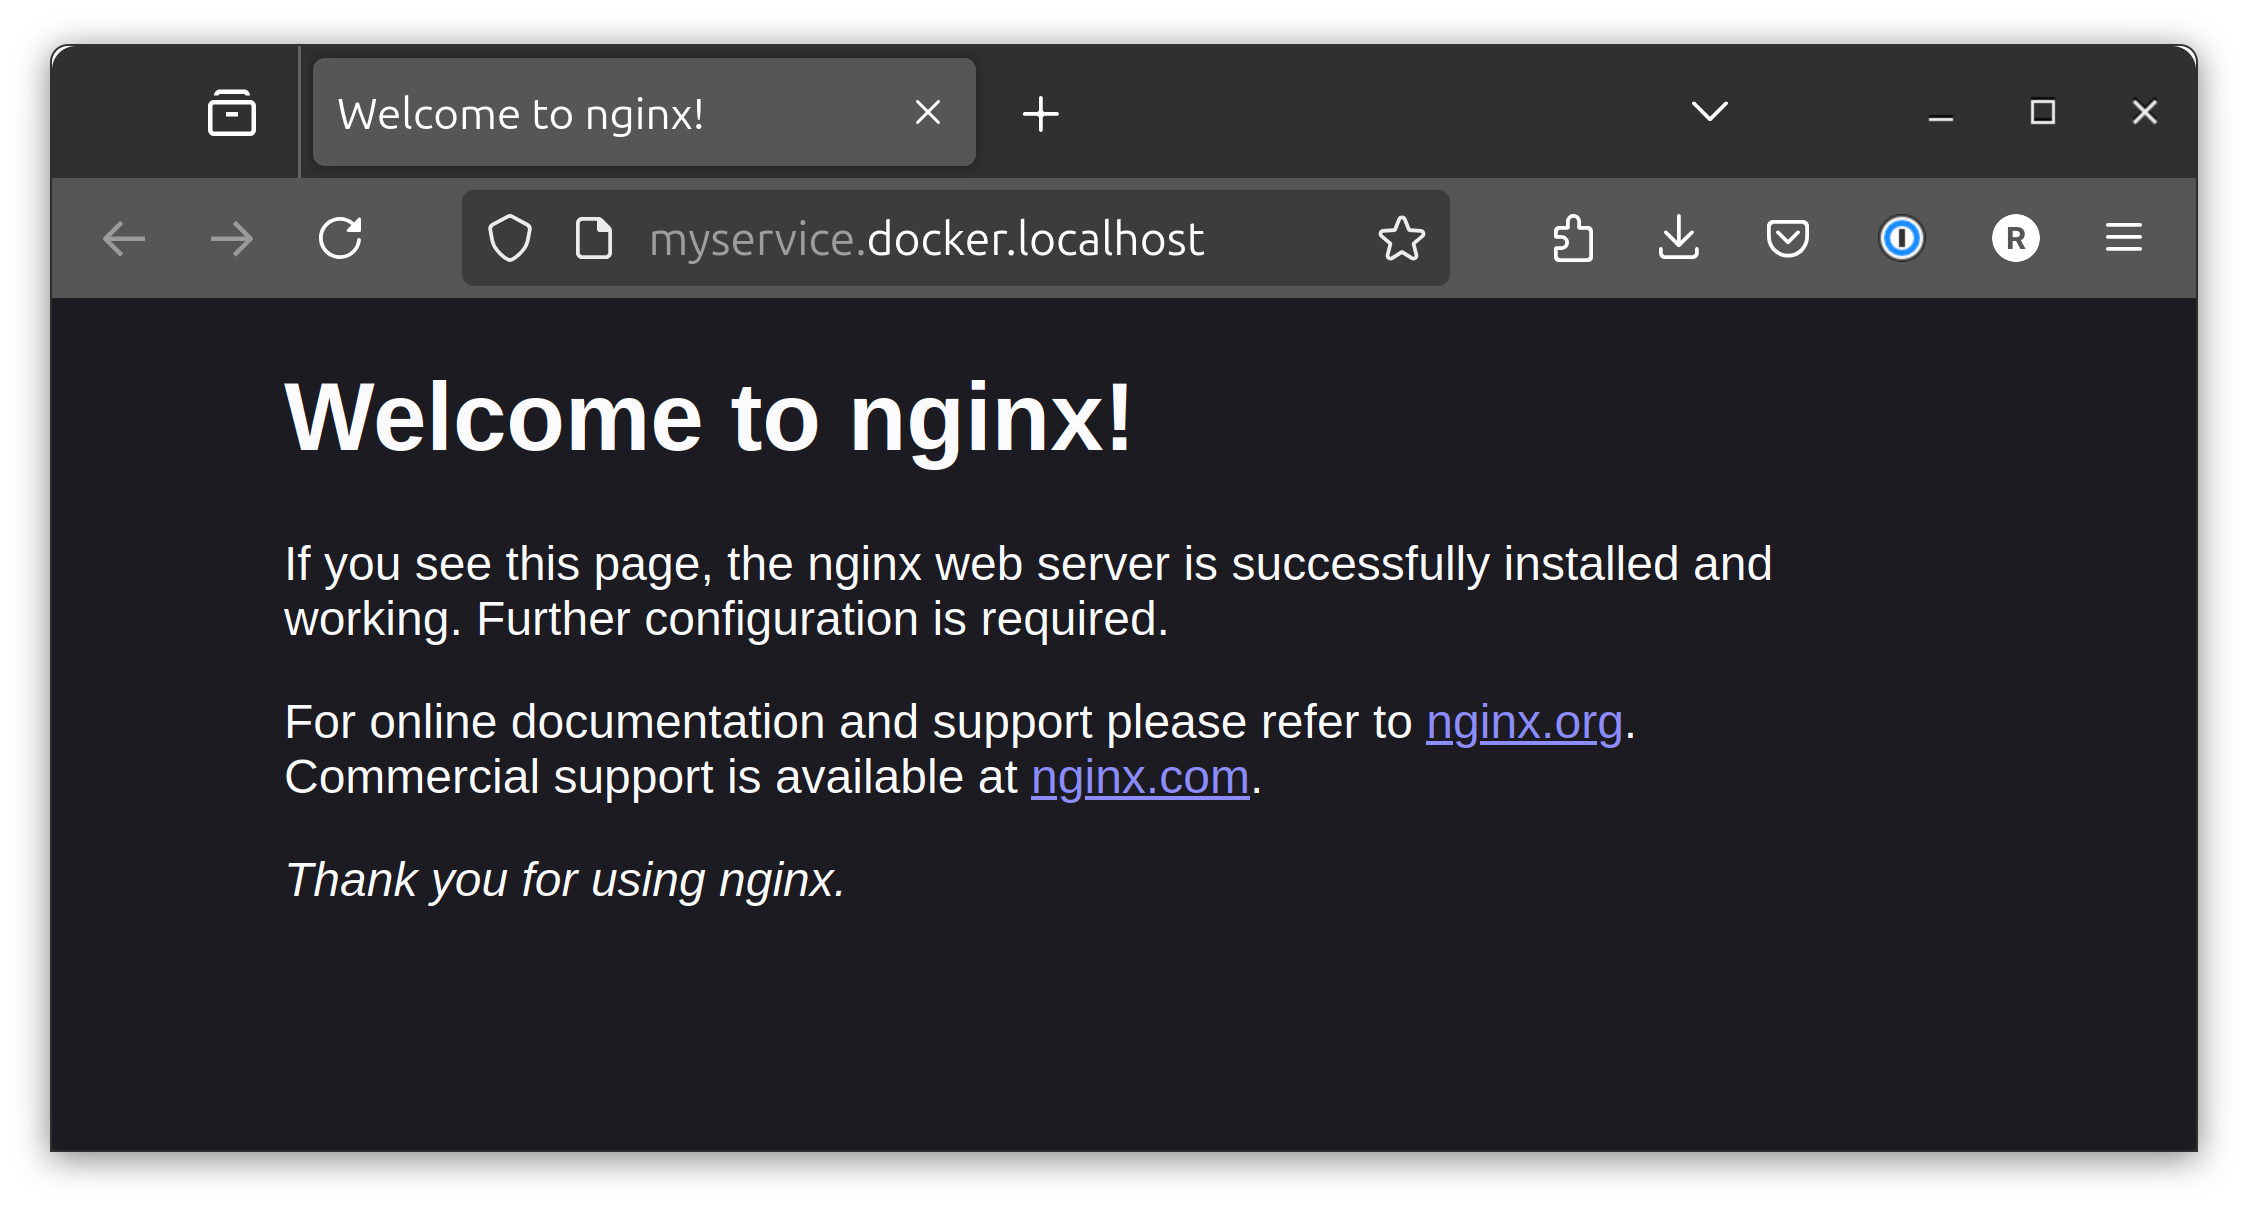 Welcome to nginx!
myservice.docker.localhost
R
Welcome to nginx!
If you see this page, the nginx web server is successfully installed and
working. Further configuration is required.
For online documentation and support please refer to nginx.org.
Commercial support is available at nginx.com.
Thank you for using nginx.